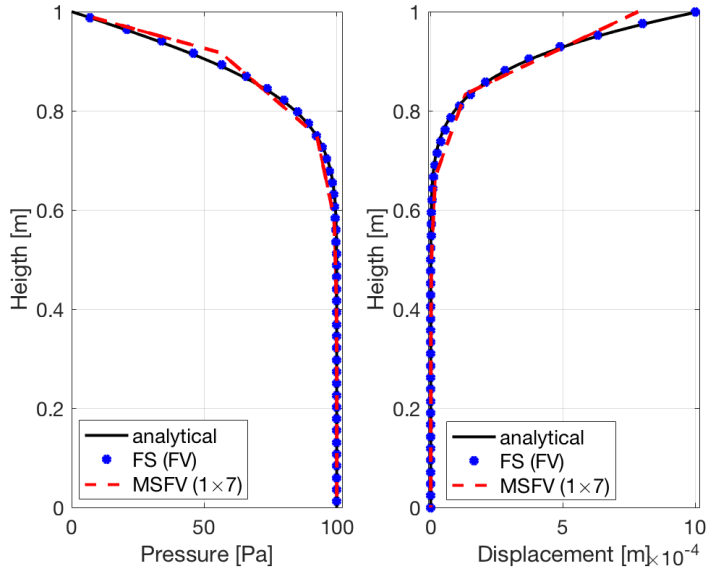 1
0.8
0.6
0.4
0.2
0
Heigth [m]
analytical
FS (FV)
MSFV (1×7)
0 50 100
Pressure [Pa]
1
0.8
0.6
0.4
0.2
0
Heigth [m]
analytical
FS (FV)
MSFV (1×7)
0 5 10
Displacement [m] ×10⁻⁴